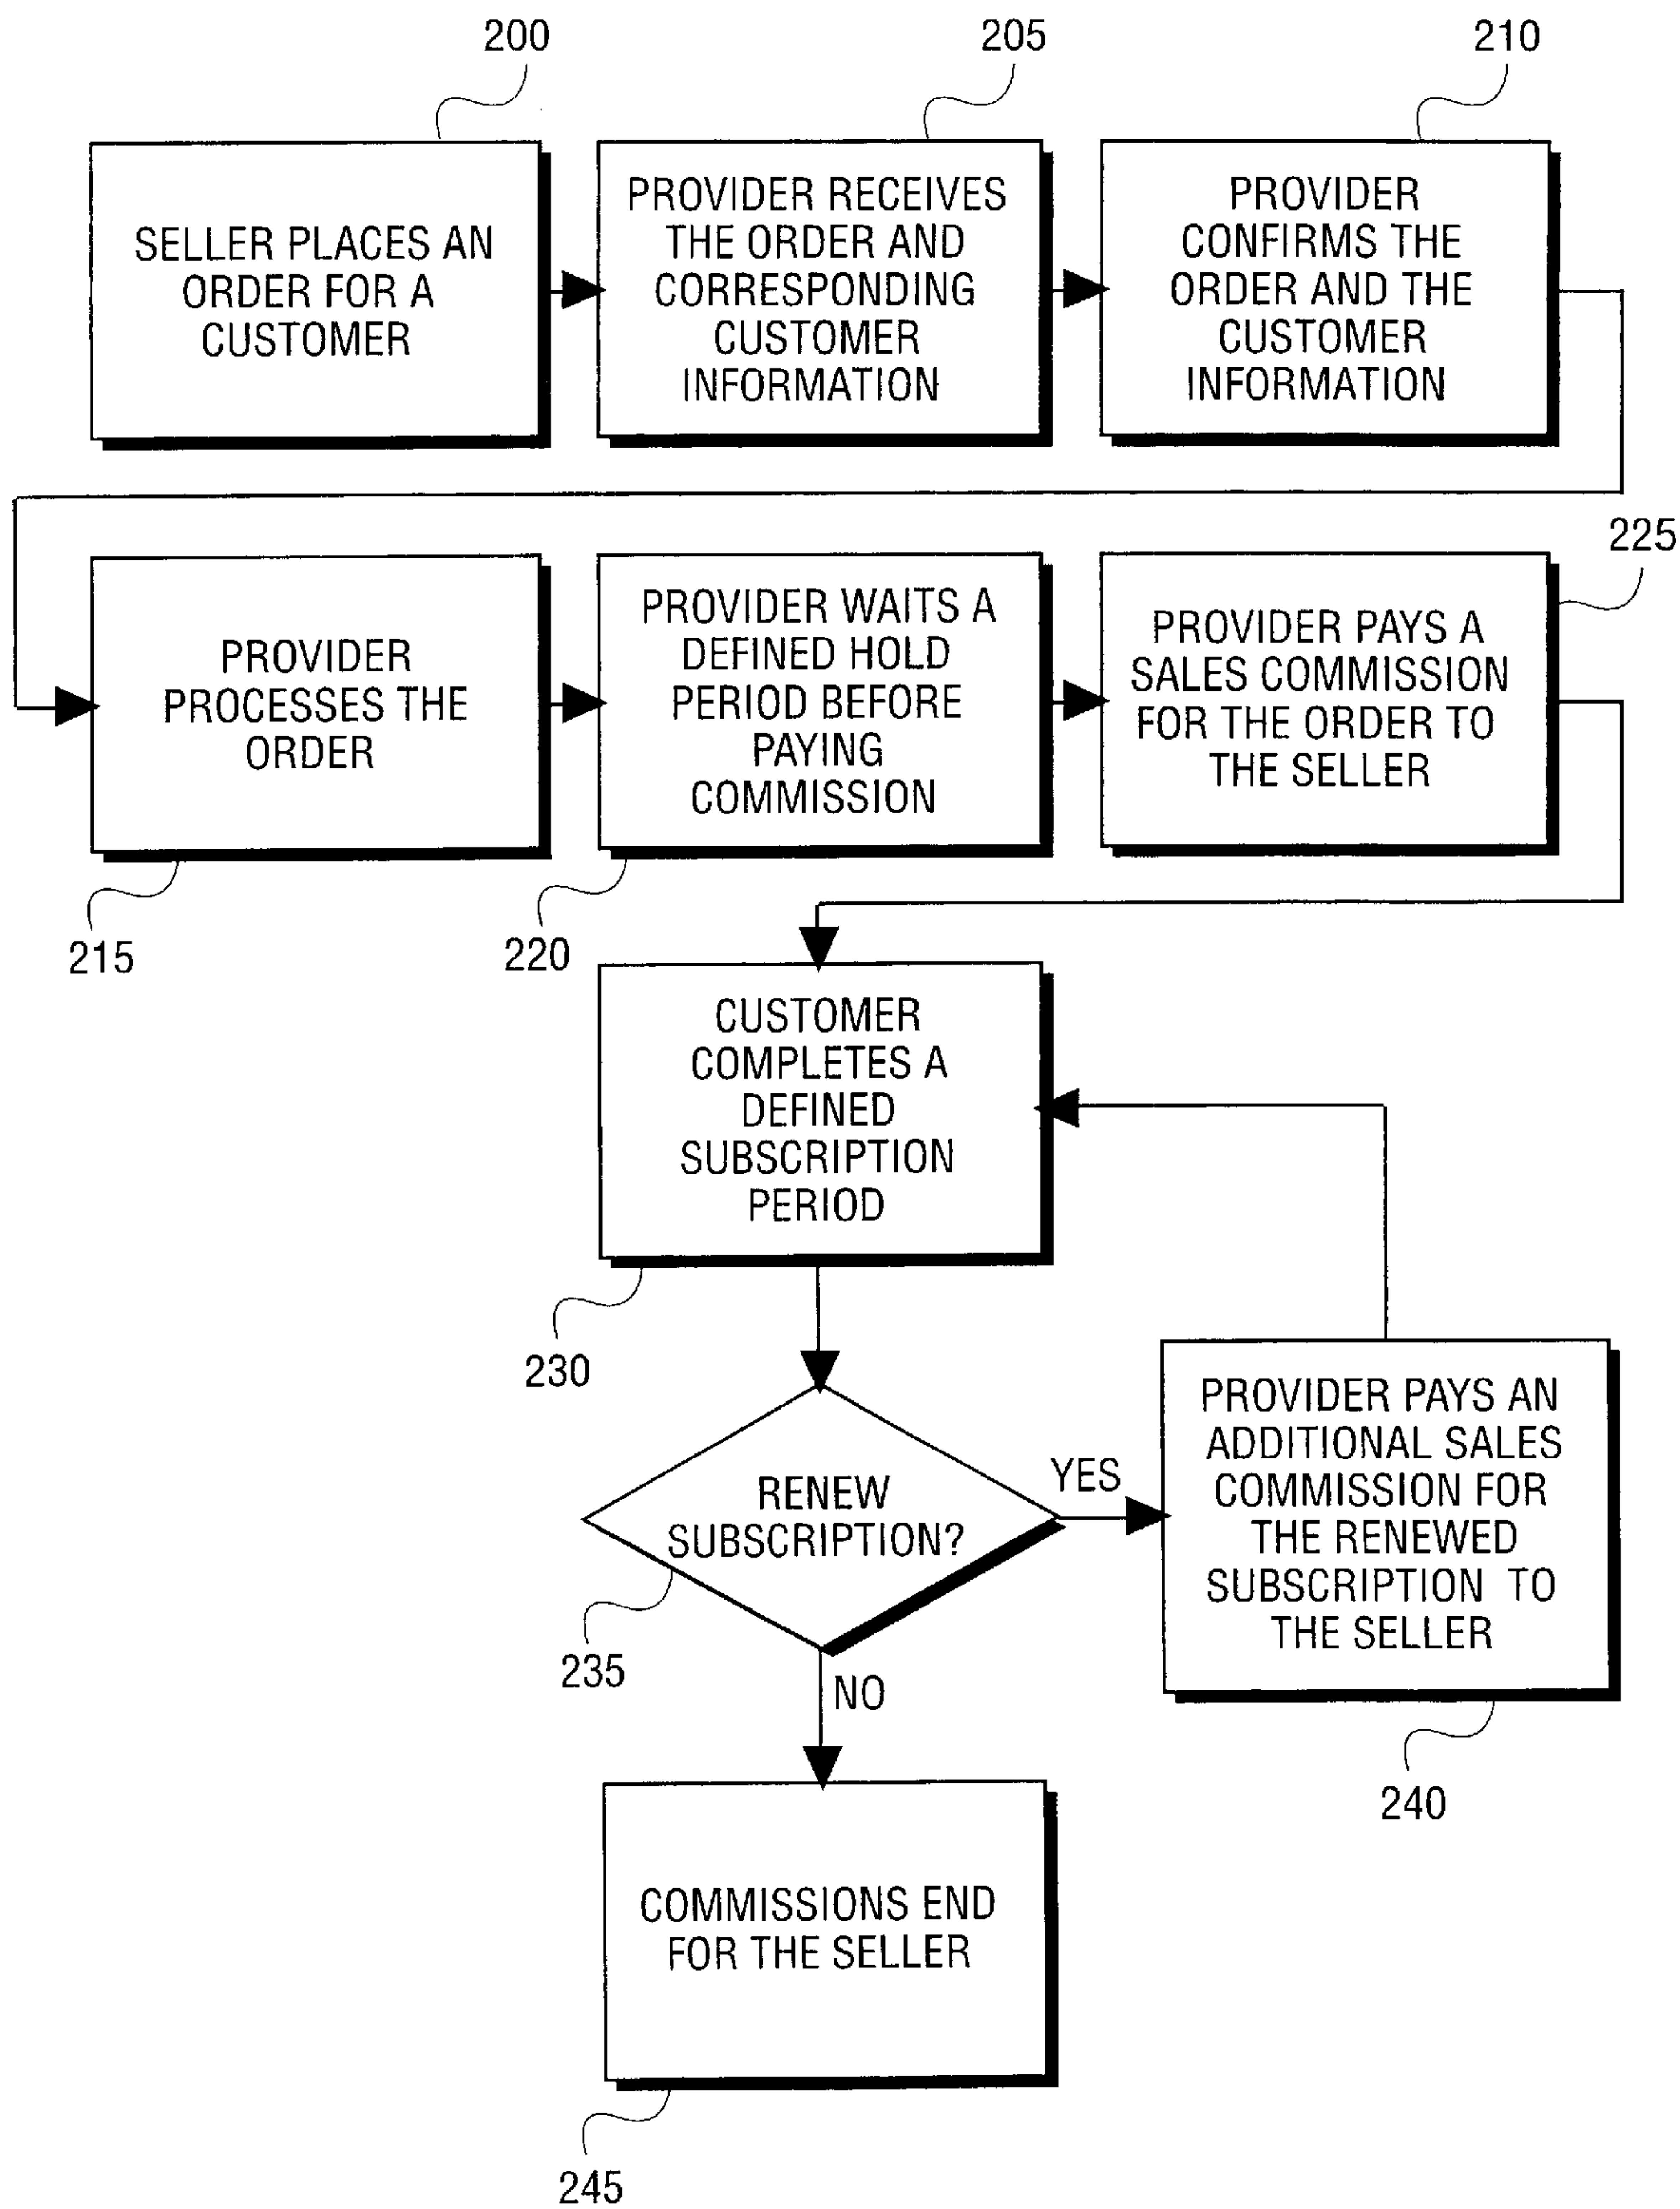 200
205
210
SELLER PLACES AN
ORDER FOR A
CUSTOMER
PROVIDER RECEIVES
THE ORDER AND
CORRESPONDING
CUSTOMER
INFORMATION
PROVIDER
CONFIRMS THE
ORDER AND THE
CUSTOMER
INFORMATION
225
PROVIDER
PROCESSES THE
ORDER
PROVIDER WAITS A
DEFINED HOLD
PERIOD BEFORE
PAYING
COMMISSION
PROVIDER PAYS A
SALES COMMISSION
FOR THE ORDER TO
THE SELLER
215
220
CUSTOMER
COMPLETES A
DEFINED
SUBSCRIPTION
PERIOD
230
RENEW
SUBSCRIPTION?
YES
PROVIDER PAYS AN
ADDITIONAL SALES
COMMISSION FOR
THE RENEWED
SUBSCRIPTION TO
THE SELLER
235
NO
240
COMMISSIONS END
FOR THE SELLER
245